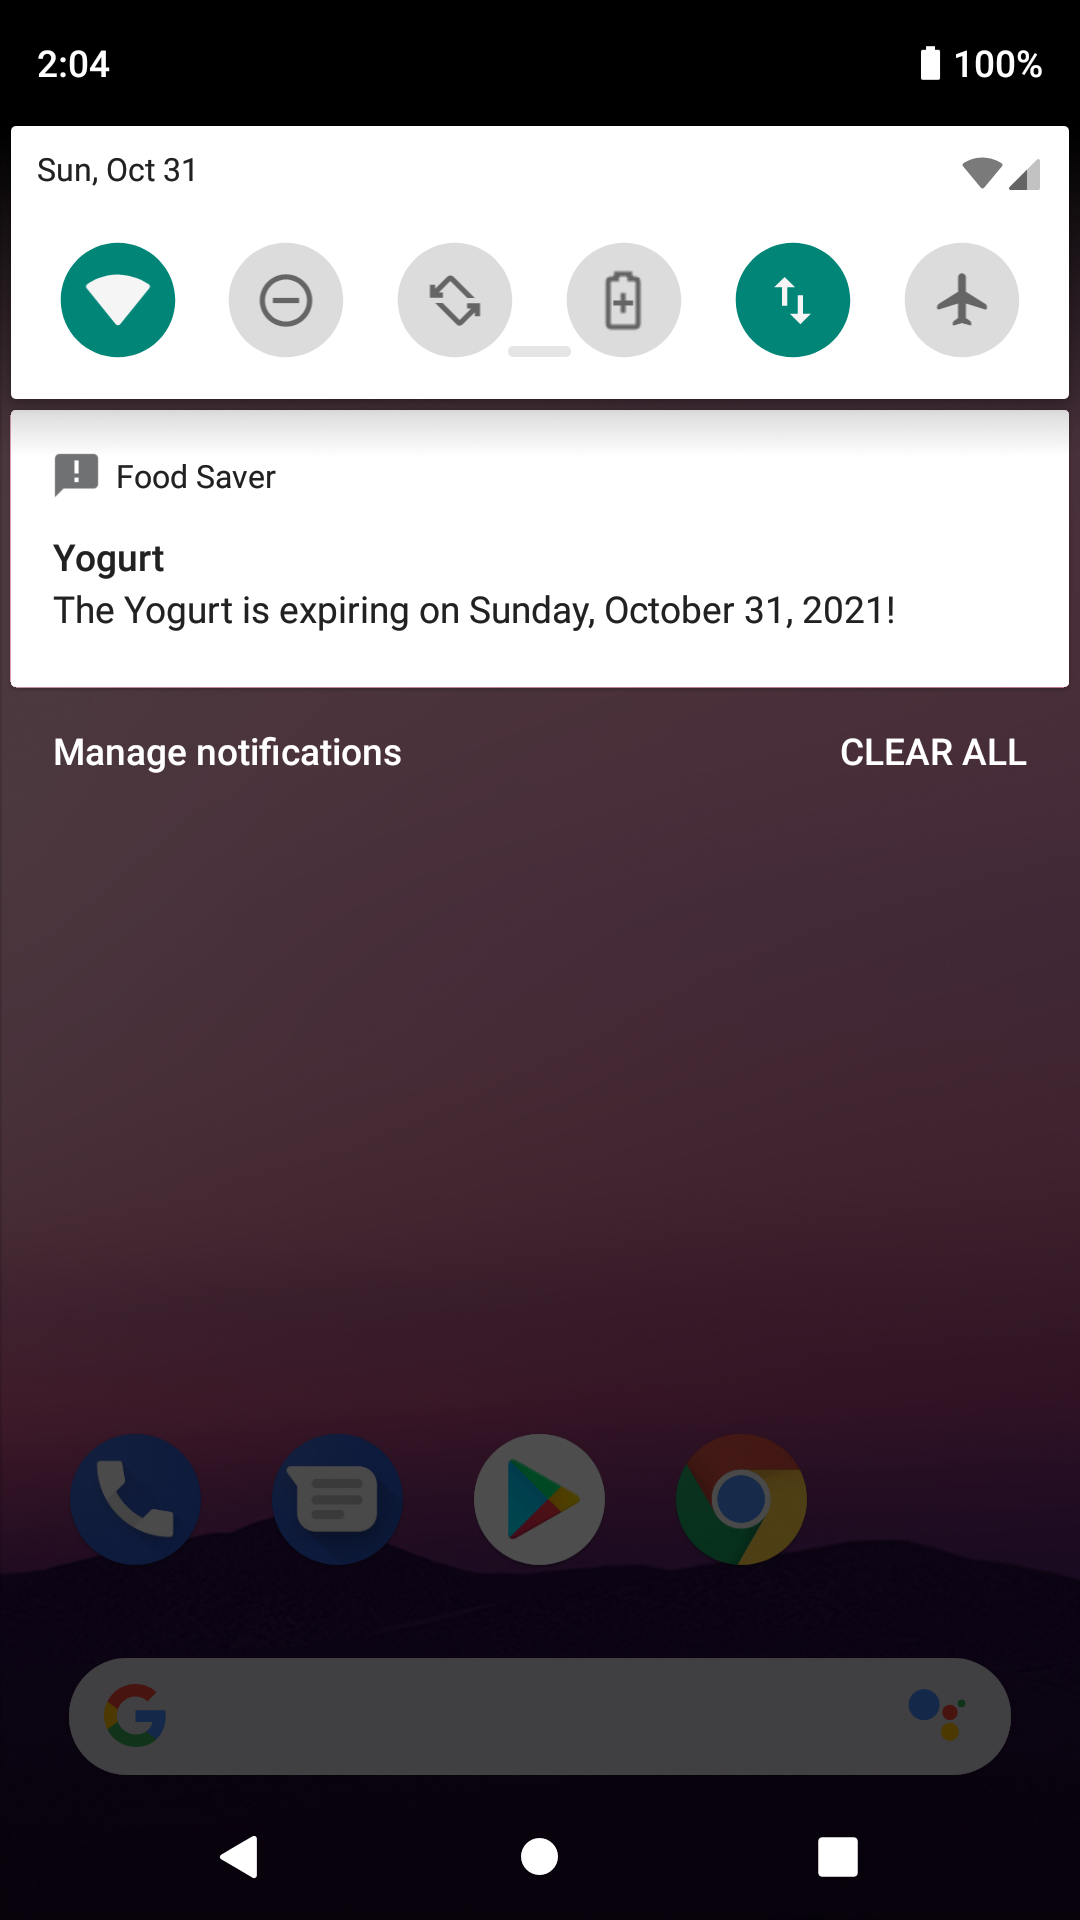 2:04 100%
Sun, Oct 31
Food Saver
Yogurt
The Yogurt is expiring on Sunday, October 31, 2021!
Manage notifications CLEAR ALL